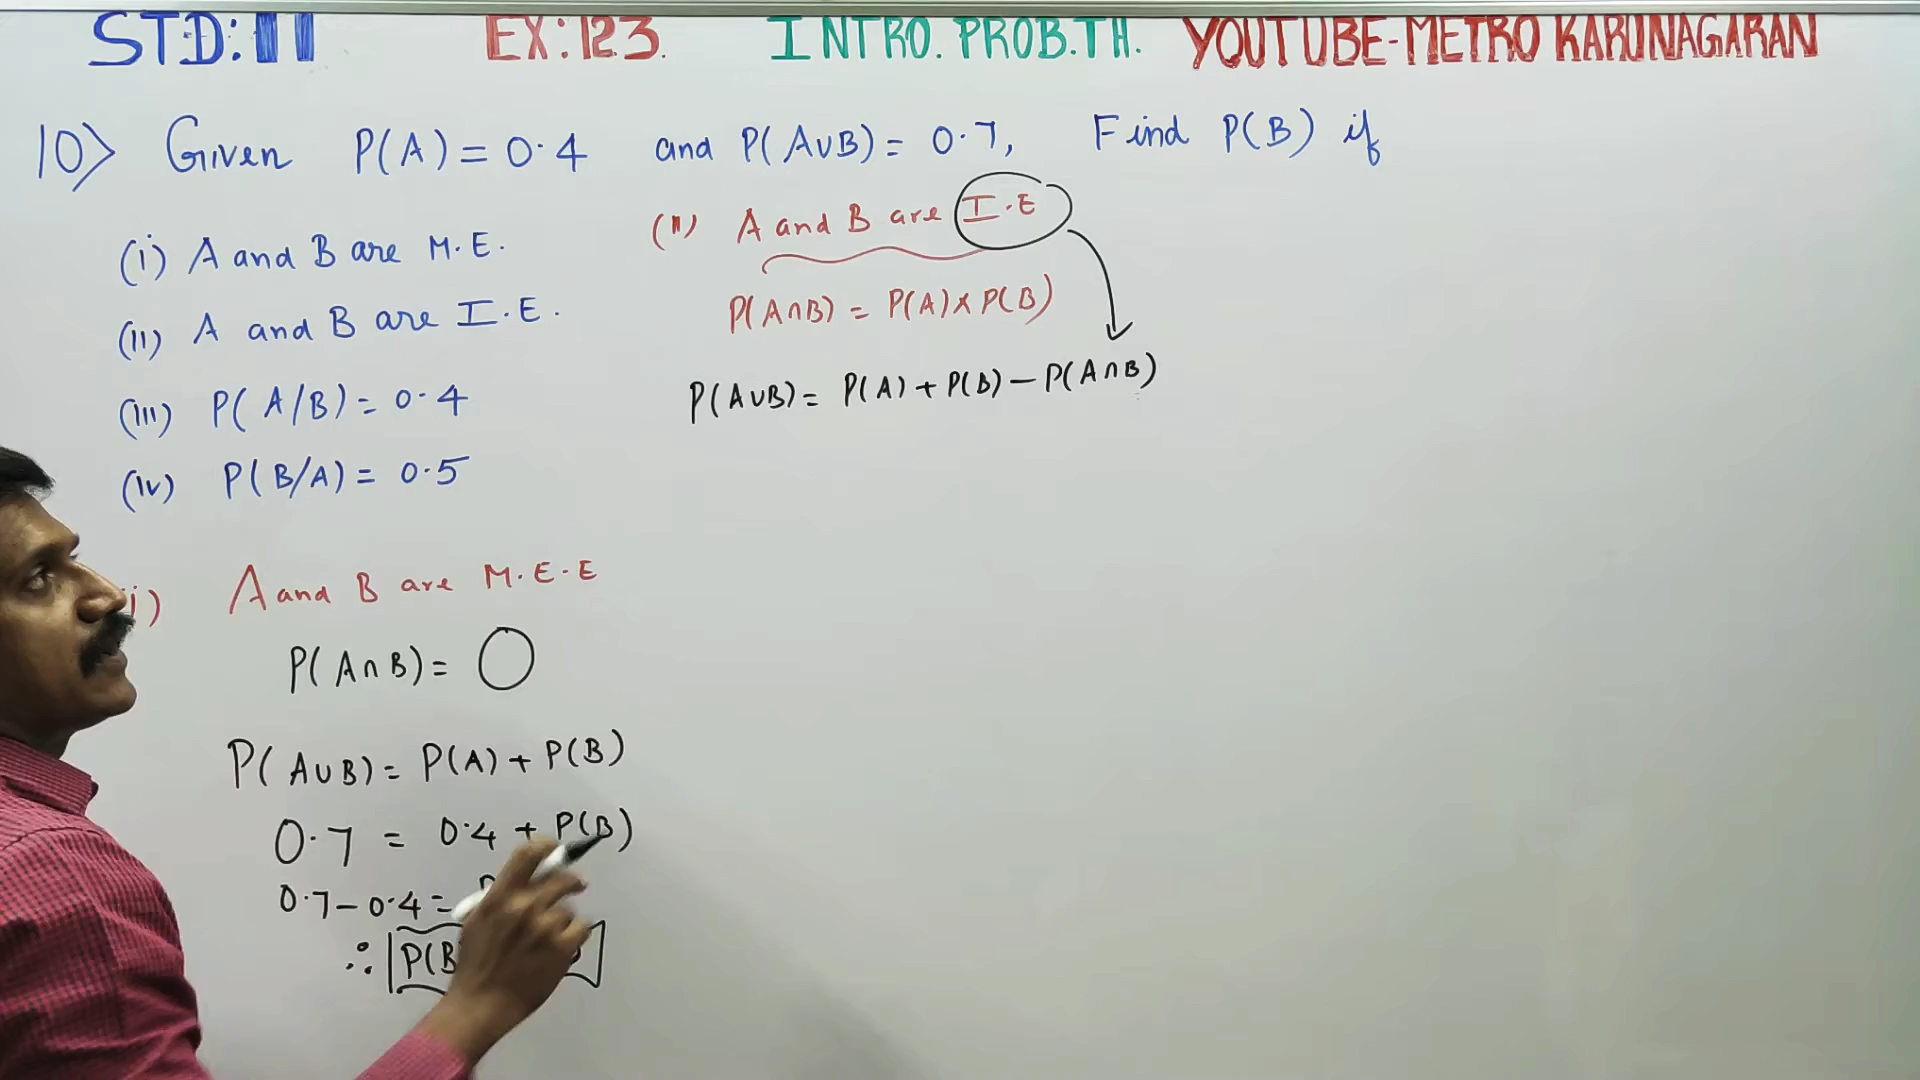 STD: 11 EX: 12.3. INTRO. PROB. TH. YOUTUBE-METRO KARUNAGARAN
10> Given P(A) = 0.4 and P(A∪B) = 0.7, Find P(B) if
(i) A and B are M.E.
(ii) A and B are I.E.
(iii) P(A/B) = 0.4
(iv) P(B/A) = 0.5
i) A and B are M.E.E
P(A∩B) = 0
P(A∪B) = P(A) + P(B)
0.7 = 0.4 + P(B)
0.7 - 0.4 =
∴ P(B
(ii) A and B are I.E
P(A∩B) = P(A) × P(B)
P(A∪B) = P(A) + P(B) - P(A∩B)